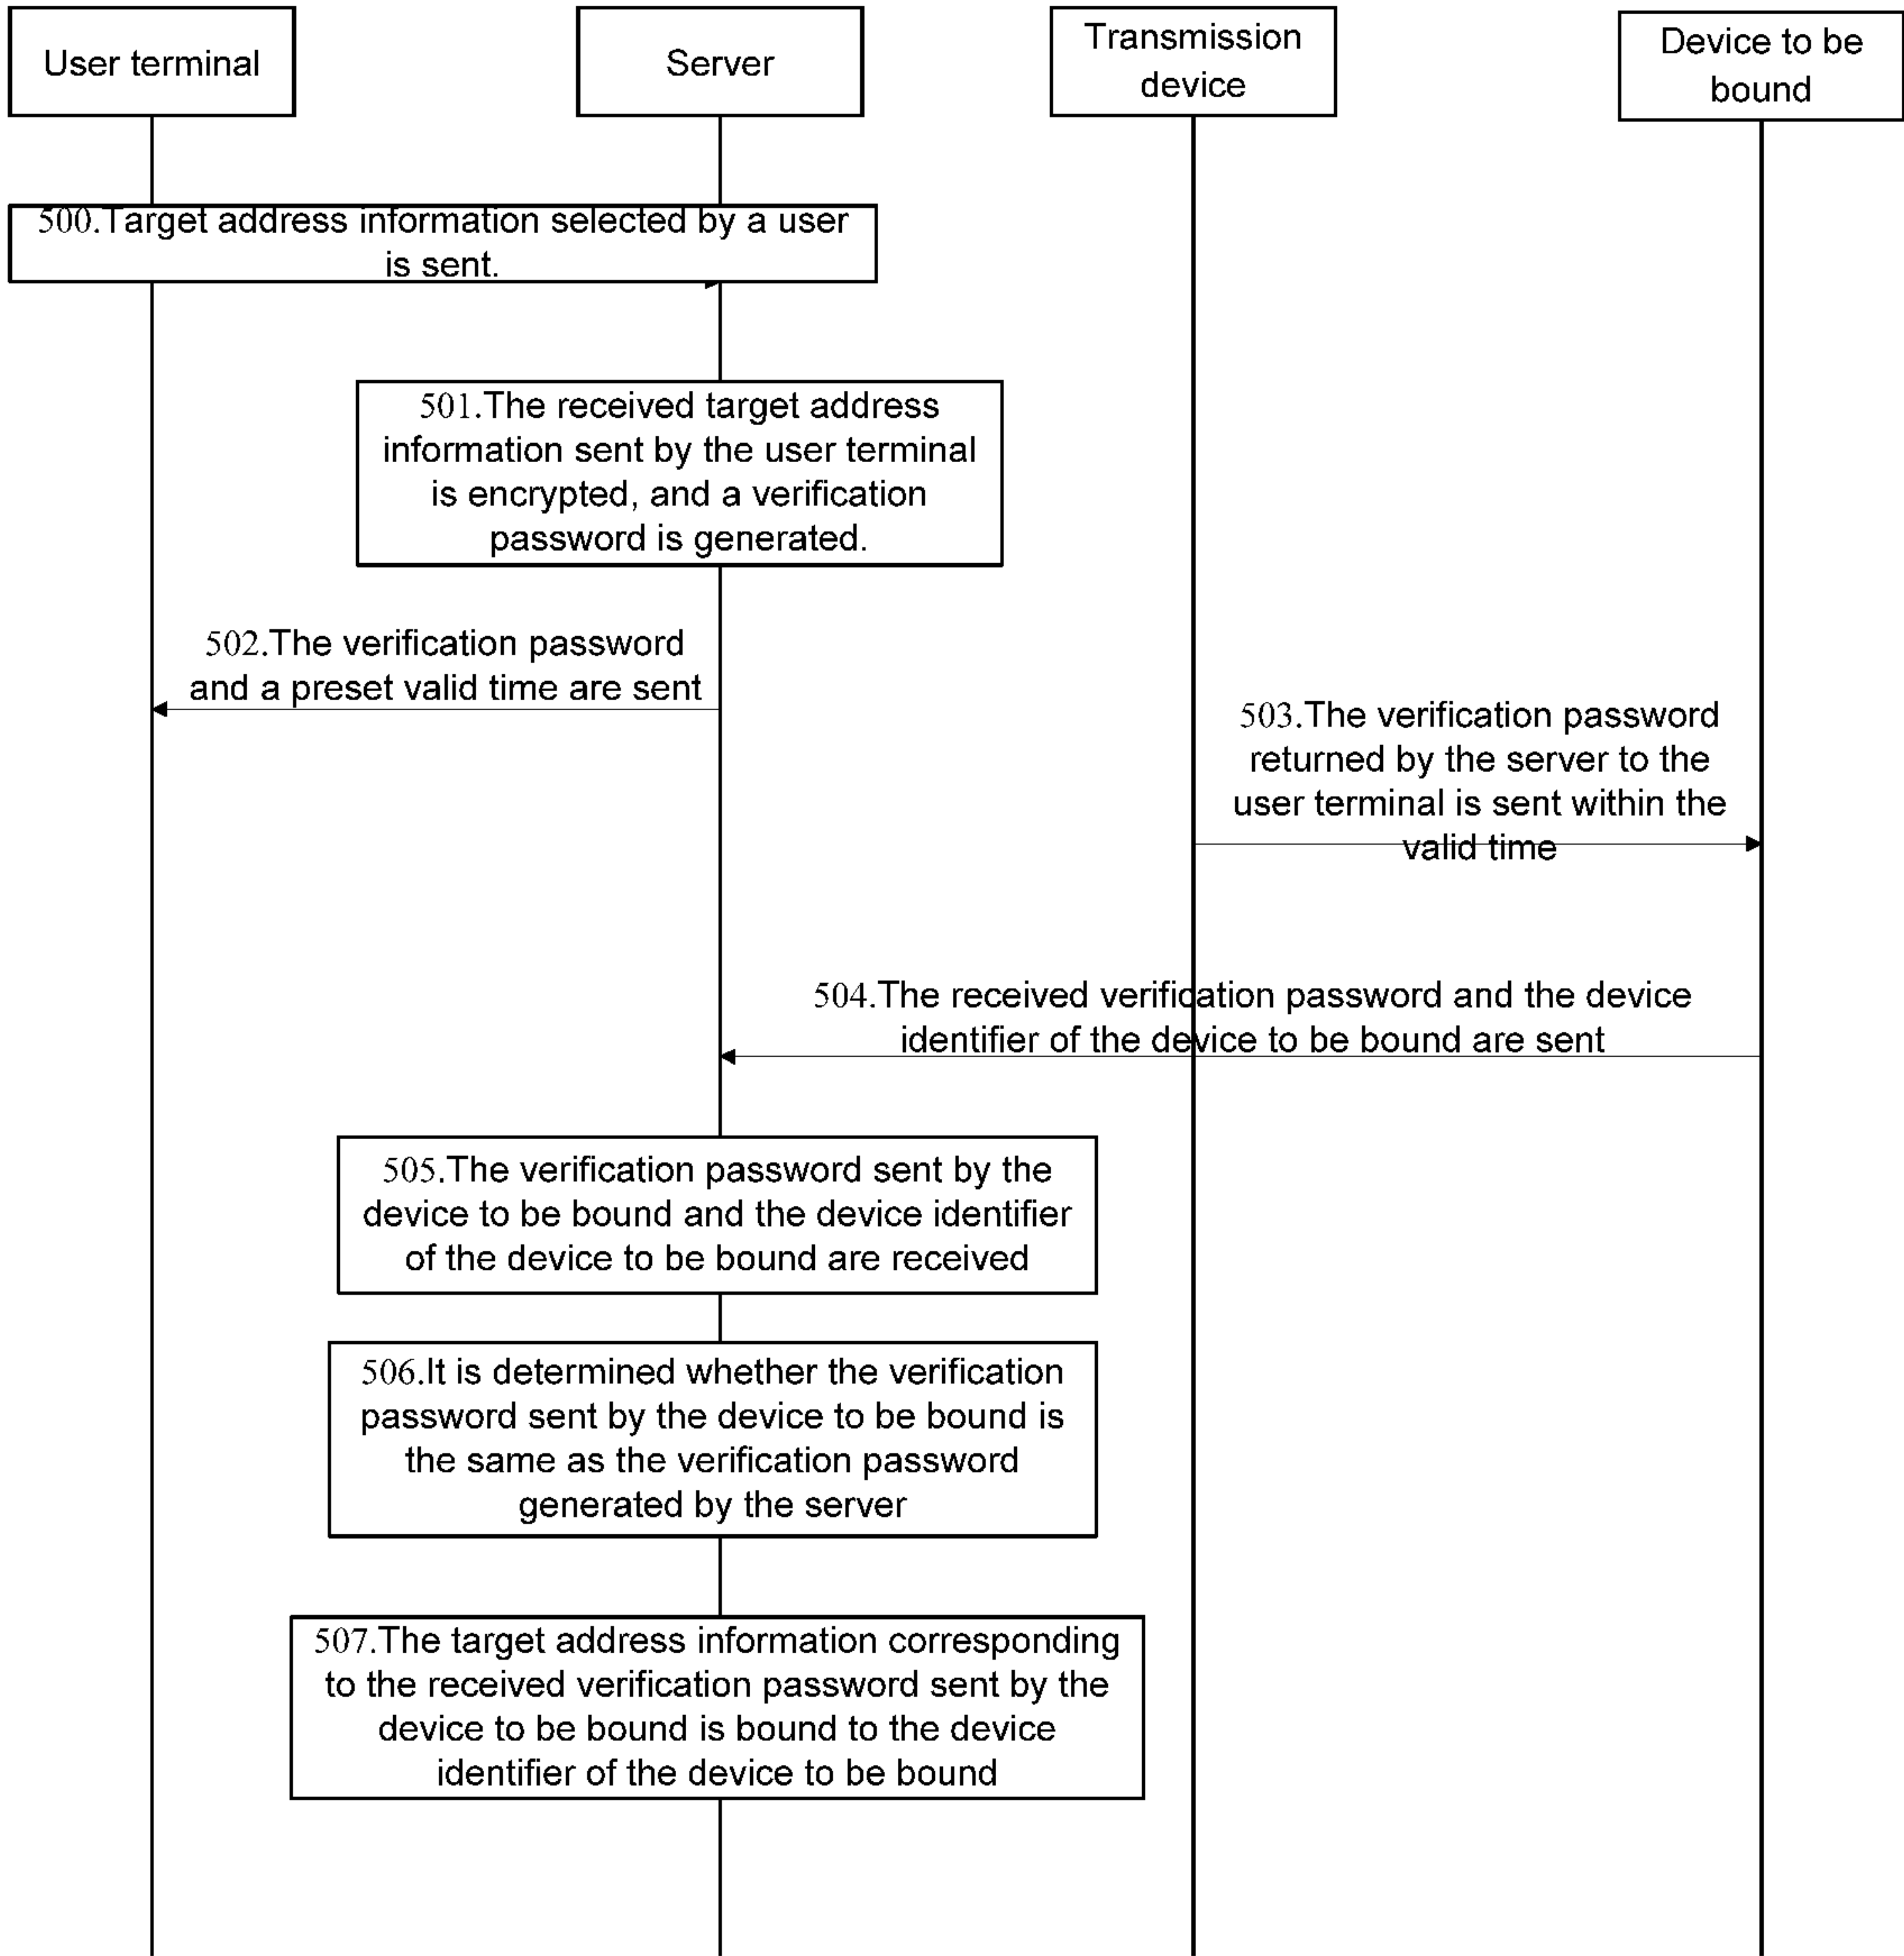 User terminal
Server
Transmission
device
Device to be
bound
500.Target address information selected by a user
is sent.
501.The received target address
information sent by the user terminal
is encrypted, and a verification
password is generated.
502.The verification password
and a preset valid time are sent
503.The verification password
returned by the server to the
user terminal is sent within the
valid time
504.The received verification password and the device
identifier of the device to be bound are sent
505.The verification password sent by the
device to be bound and the device identifier
of the device to be bound are received
506.It is determined whether the verification
password sent by the device to be bound is
the same as the verification password
generated by the server
507.The target address information corresponding
to the received verification password sent by the
device to be bound is bound to the device
identifier of the device to be bound